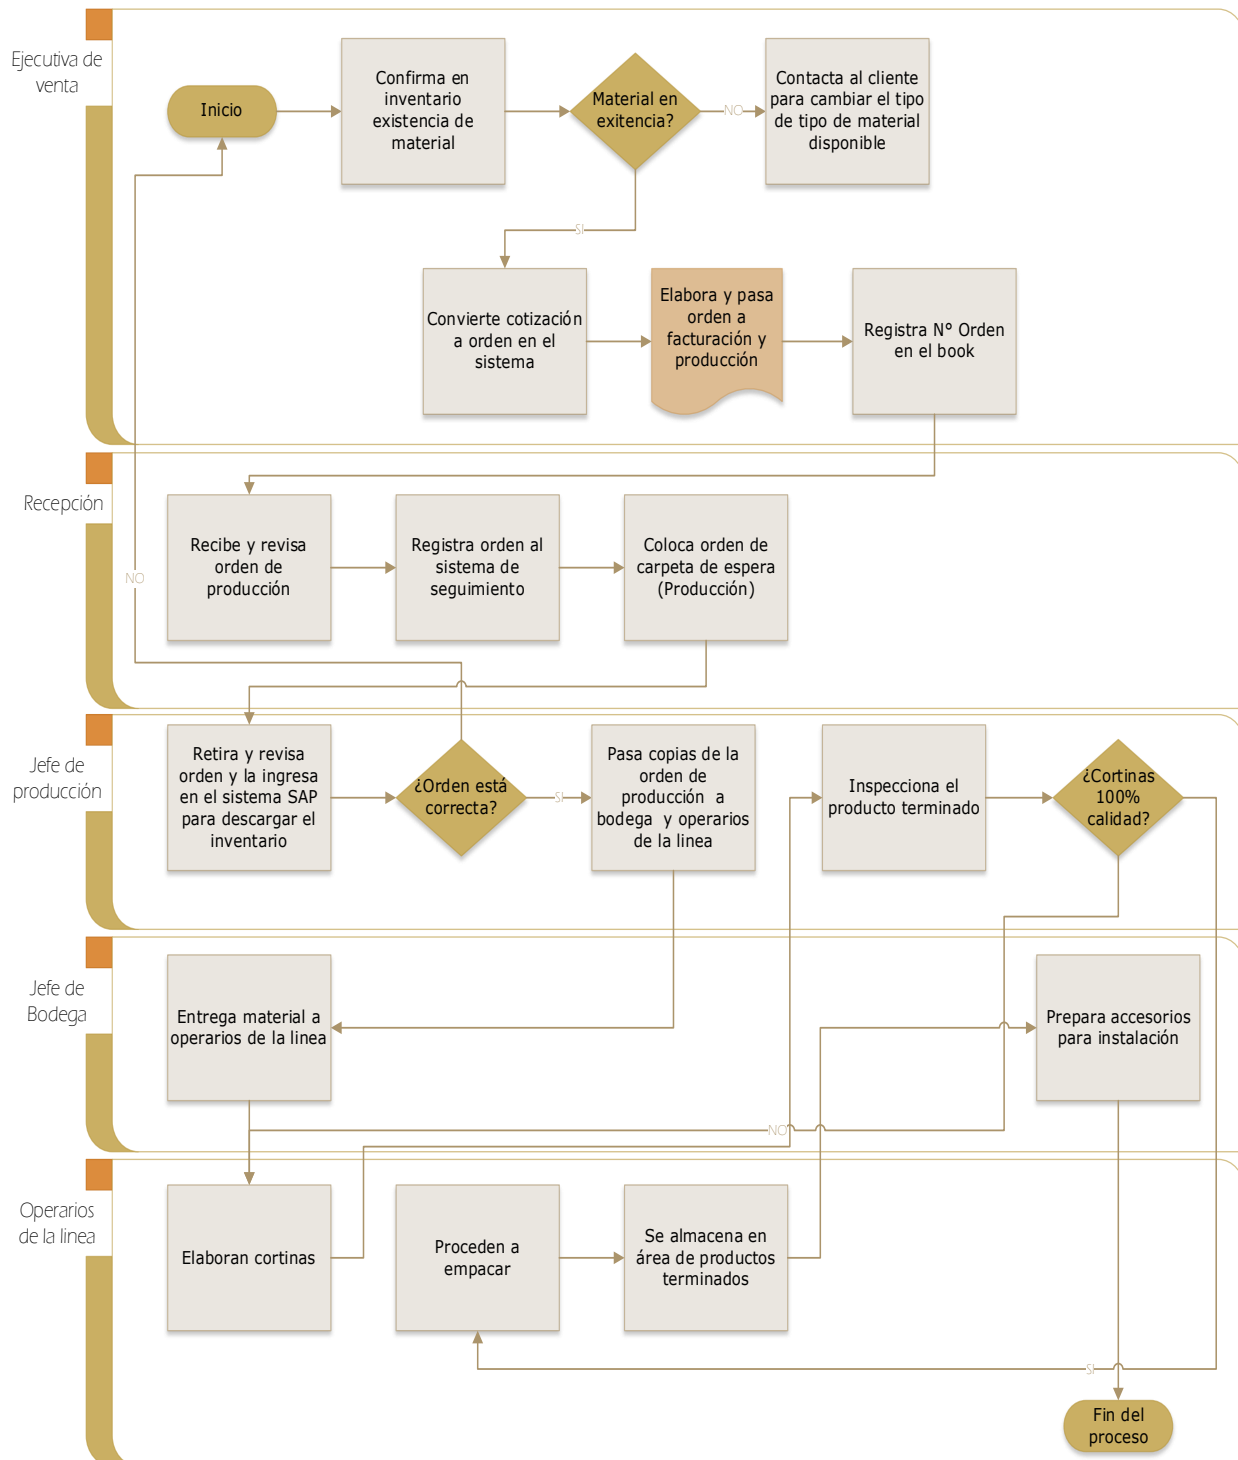 Ejecutiva de
venta
Inicio
Confirma en
inventario
existencia de
material
Material en
exitencia?
NO
Contacta al cliente
para cambiar el tipo
de tipo de material
disponible
SI
Convierte cotización
a orden en el
sistema
Elabora y pasa
orden a
facturación y
producción
Registra N° Orden
en el book
Recepción
Recibe y revisa
orden de
producción
Registra orden al
sistema de
seguimiento
Coloca orden de
carpeta de espera
(Producción)
NO
Jefe de
producción
Retira y revisa
orden y la ingresa
en el sistema SAP
para descargar el
inventario
¿Orden está
correcta?
SI
Pasa copias de la
orden de
producción a
bodega y operarios
de la linea
Inspecciona el
producto terminado
¿Cortinas
100%
calidad?
Jefe de
Bodega
Entrega material a
operarios de la linea
Prepara accesorios
para instalación
NO
Operarios
de la linea
Elaboran cortinas
Proceden a
empacar
Se almacena en
área de productos
terminados
SI
Fin del
proceso